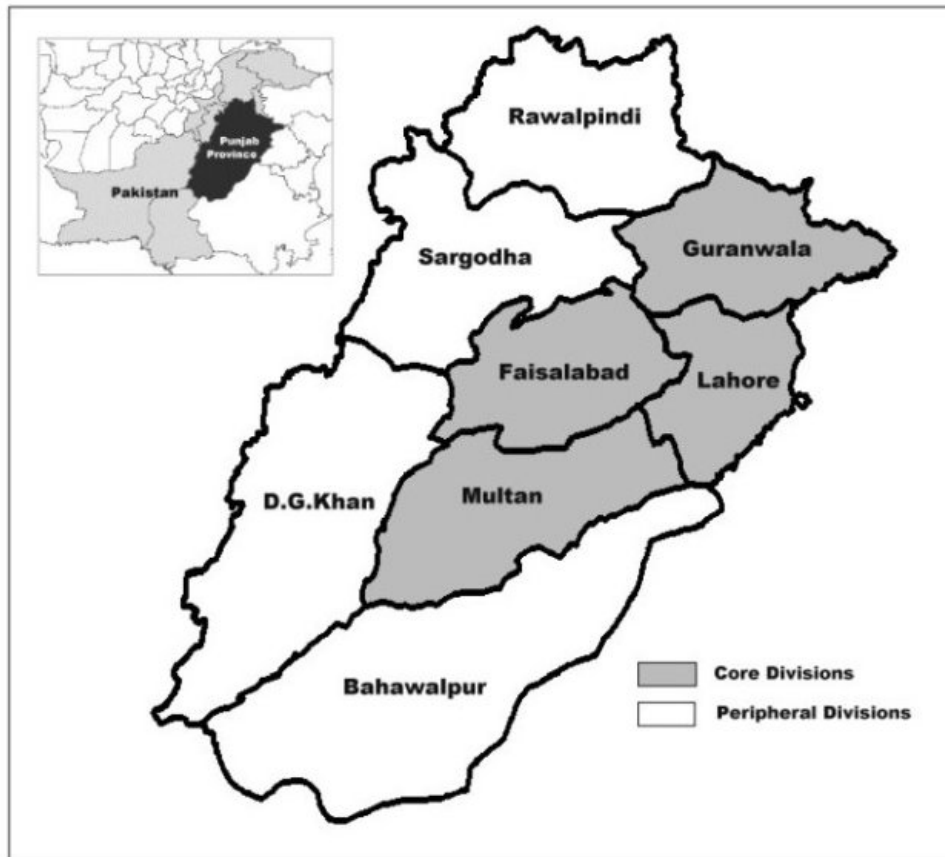 Punjab
Province
Pakistan
Rawalpindi
Guranwala
Sargodha
Faisalabad
Lahore
D.G.Khan
Multan
Bahawalpur
Core Divisions
Peripheral Divisions